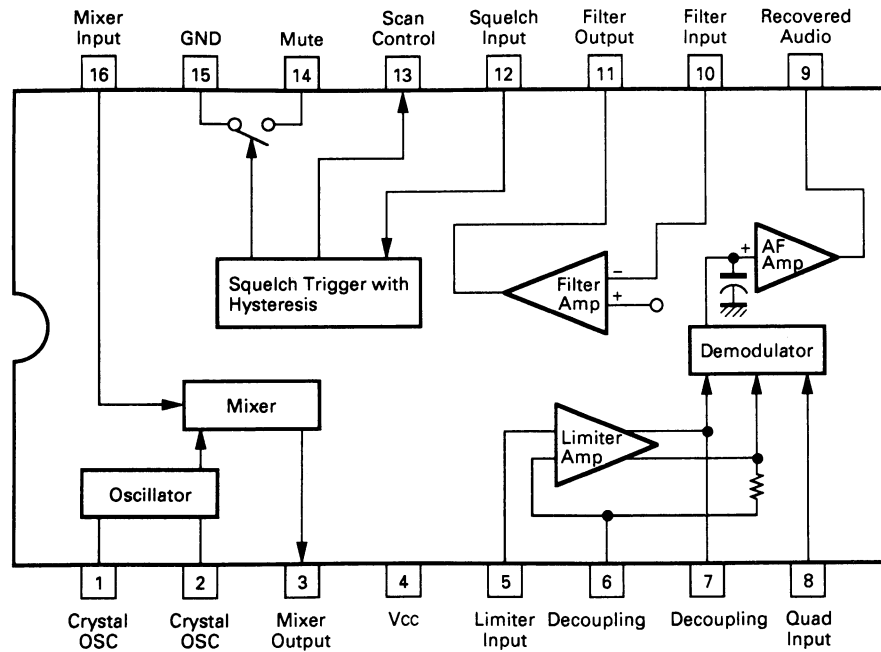 Mixer
Input
GND
Mute
Scan
Control
Squelch
Input
Filter
Output
Filter
Input
Recovered
Audio
16
15
14
13
12
11
10
9
Squelch Trigger with
Hysteresis
Filter
Amp
−
+
+
AF
Amp
Demodulator
Mixer
Limiter
Amp
Oscillator
1
2
3
4
5
6
7
8
Crystal
OSC
Crystal
OSC
Mixer
Output
Vcc
Limiter
Input
Decoupling
Decoupling
Quad
Input